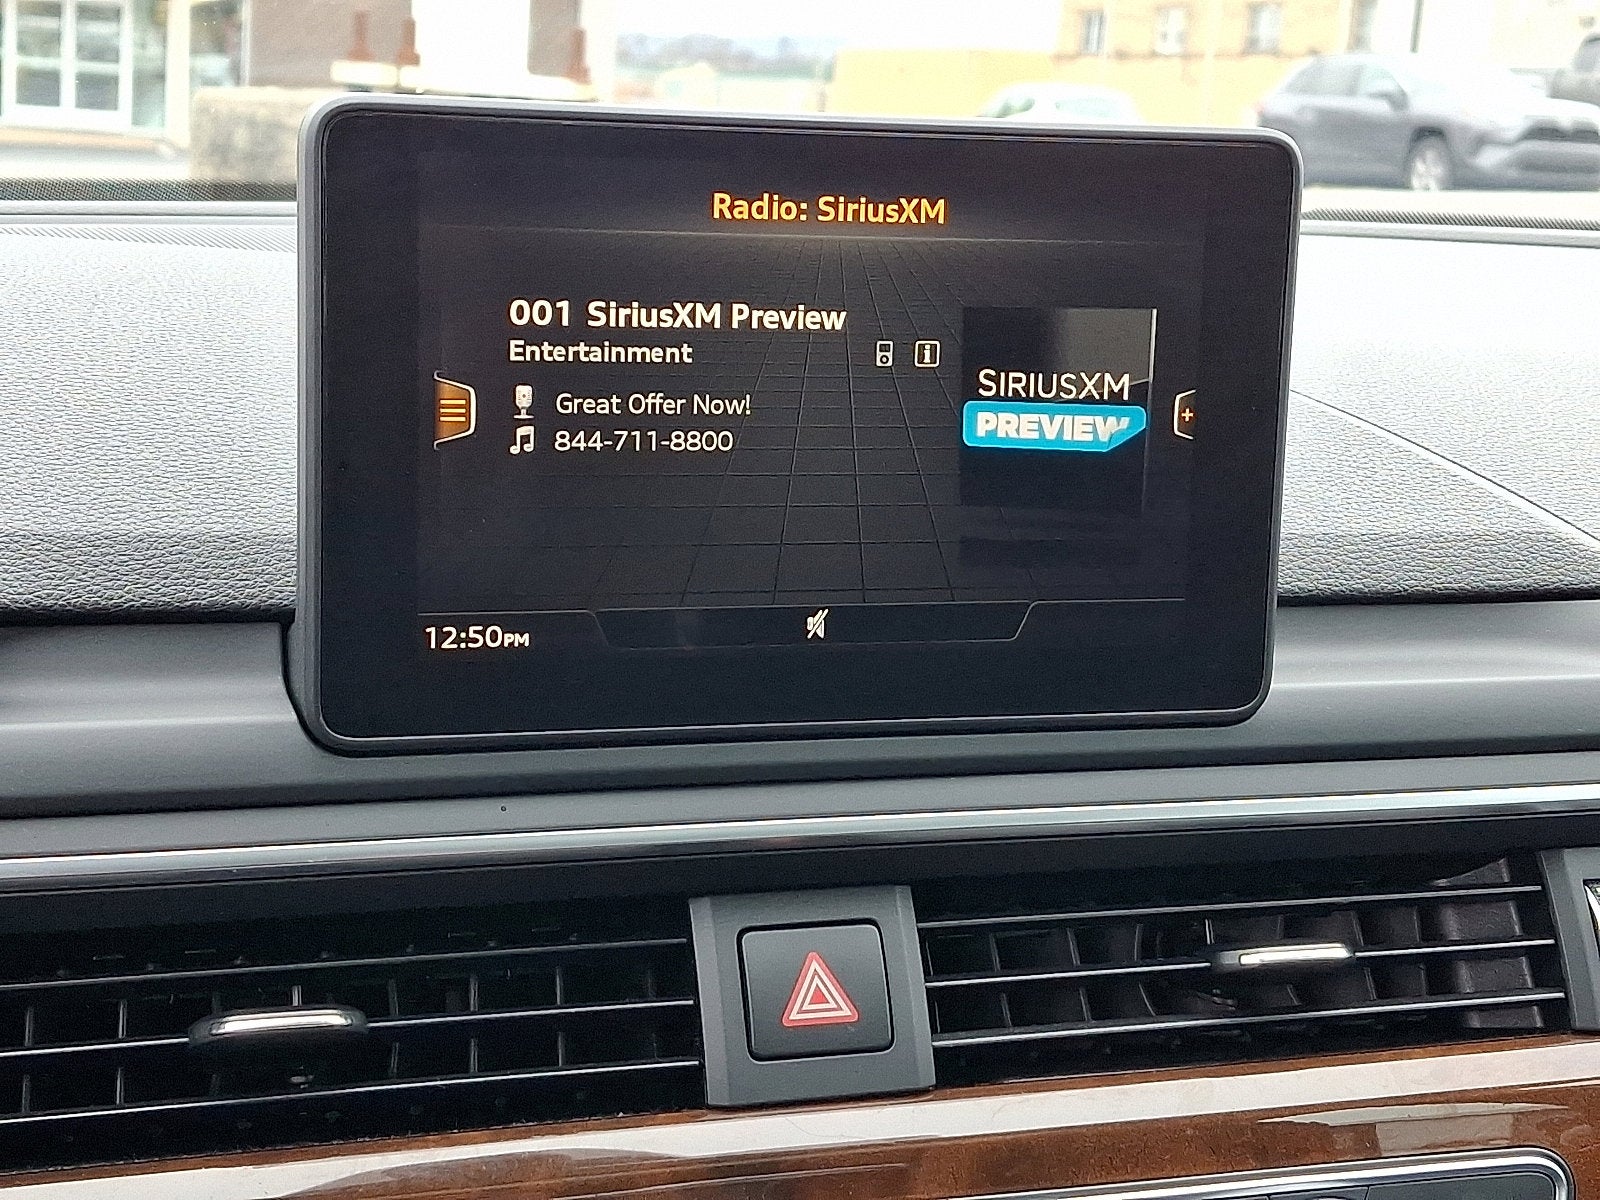 Radio: SiriusXM
001 SiriusXM Preview
Entertainment
Great Offer Now!
844-711-8800
SIRIUSXM
PREVIEW
12:50PM